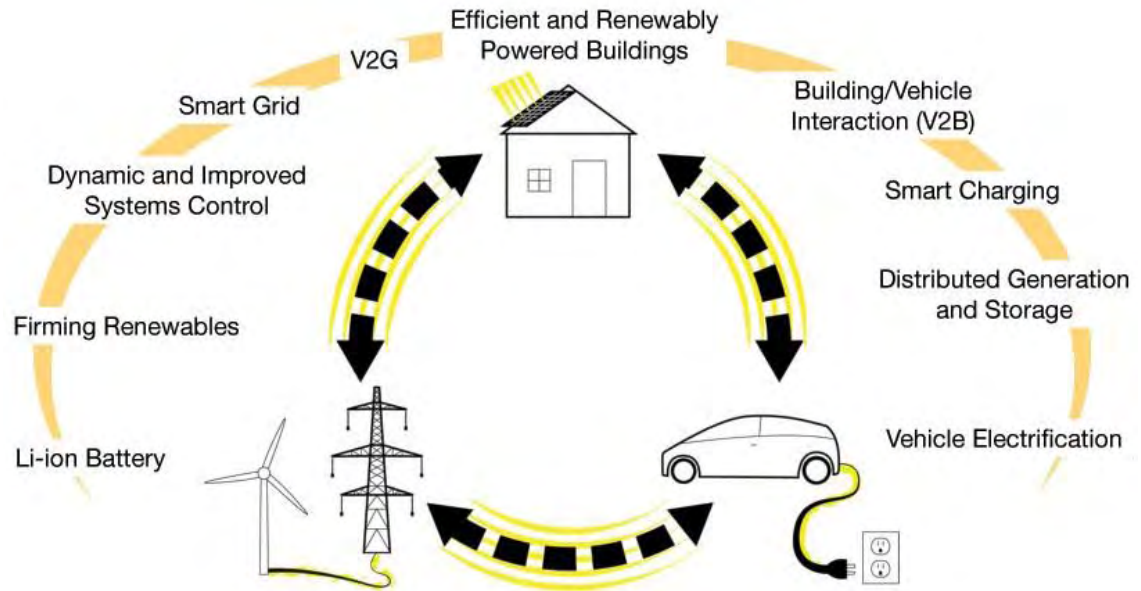 Efficient and Renewably
Powered Buildings
V2G
Smart Grid
Dynamic and Improved
Systems Control
Firming Renewables
Li-ion Battery
Building/Vehicle
Interaction (V2B)
Smart Charging
Distributed Generation
and Storage
Vehicle Electrification